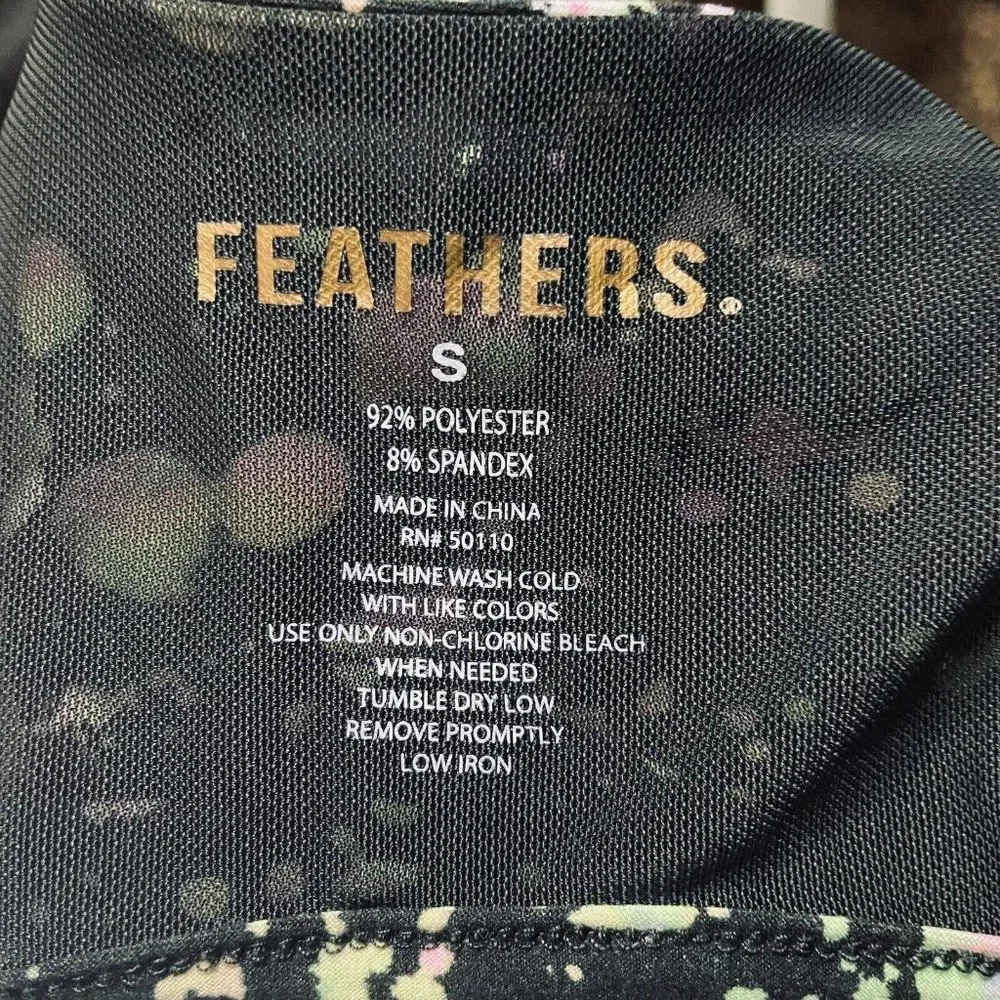 FEATHERS.
S
92% POLYESTER
8% SPANDEX
MADE IN CHINA
RN# 50110
MACHINE WASH COLD
WITH LIKE COLORS
USE ONLY NON-CHLORINE BLEACH
WHEN NEEDED
TUMBLE DRY LOW
REMOVE PROMPTLY
LOW IRON